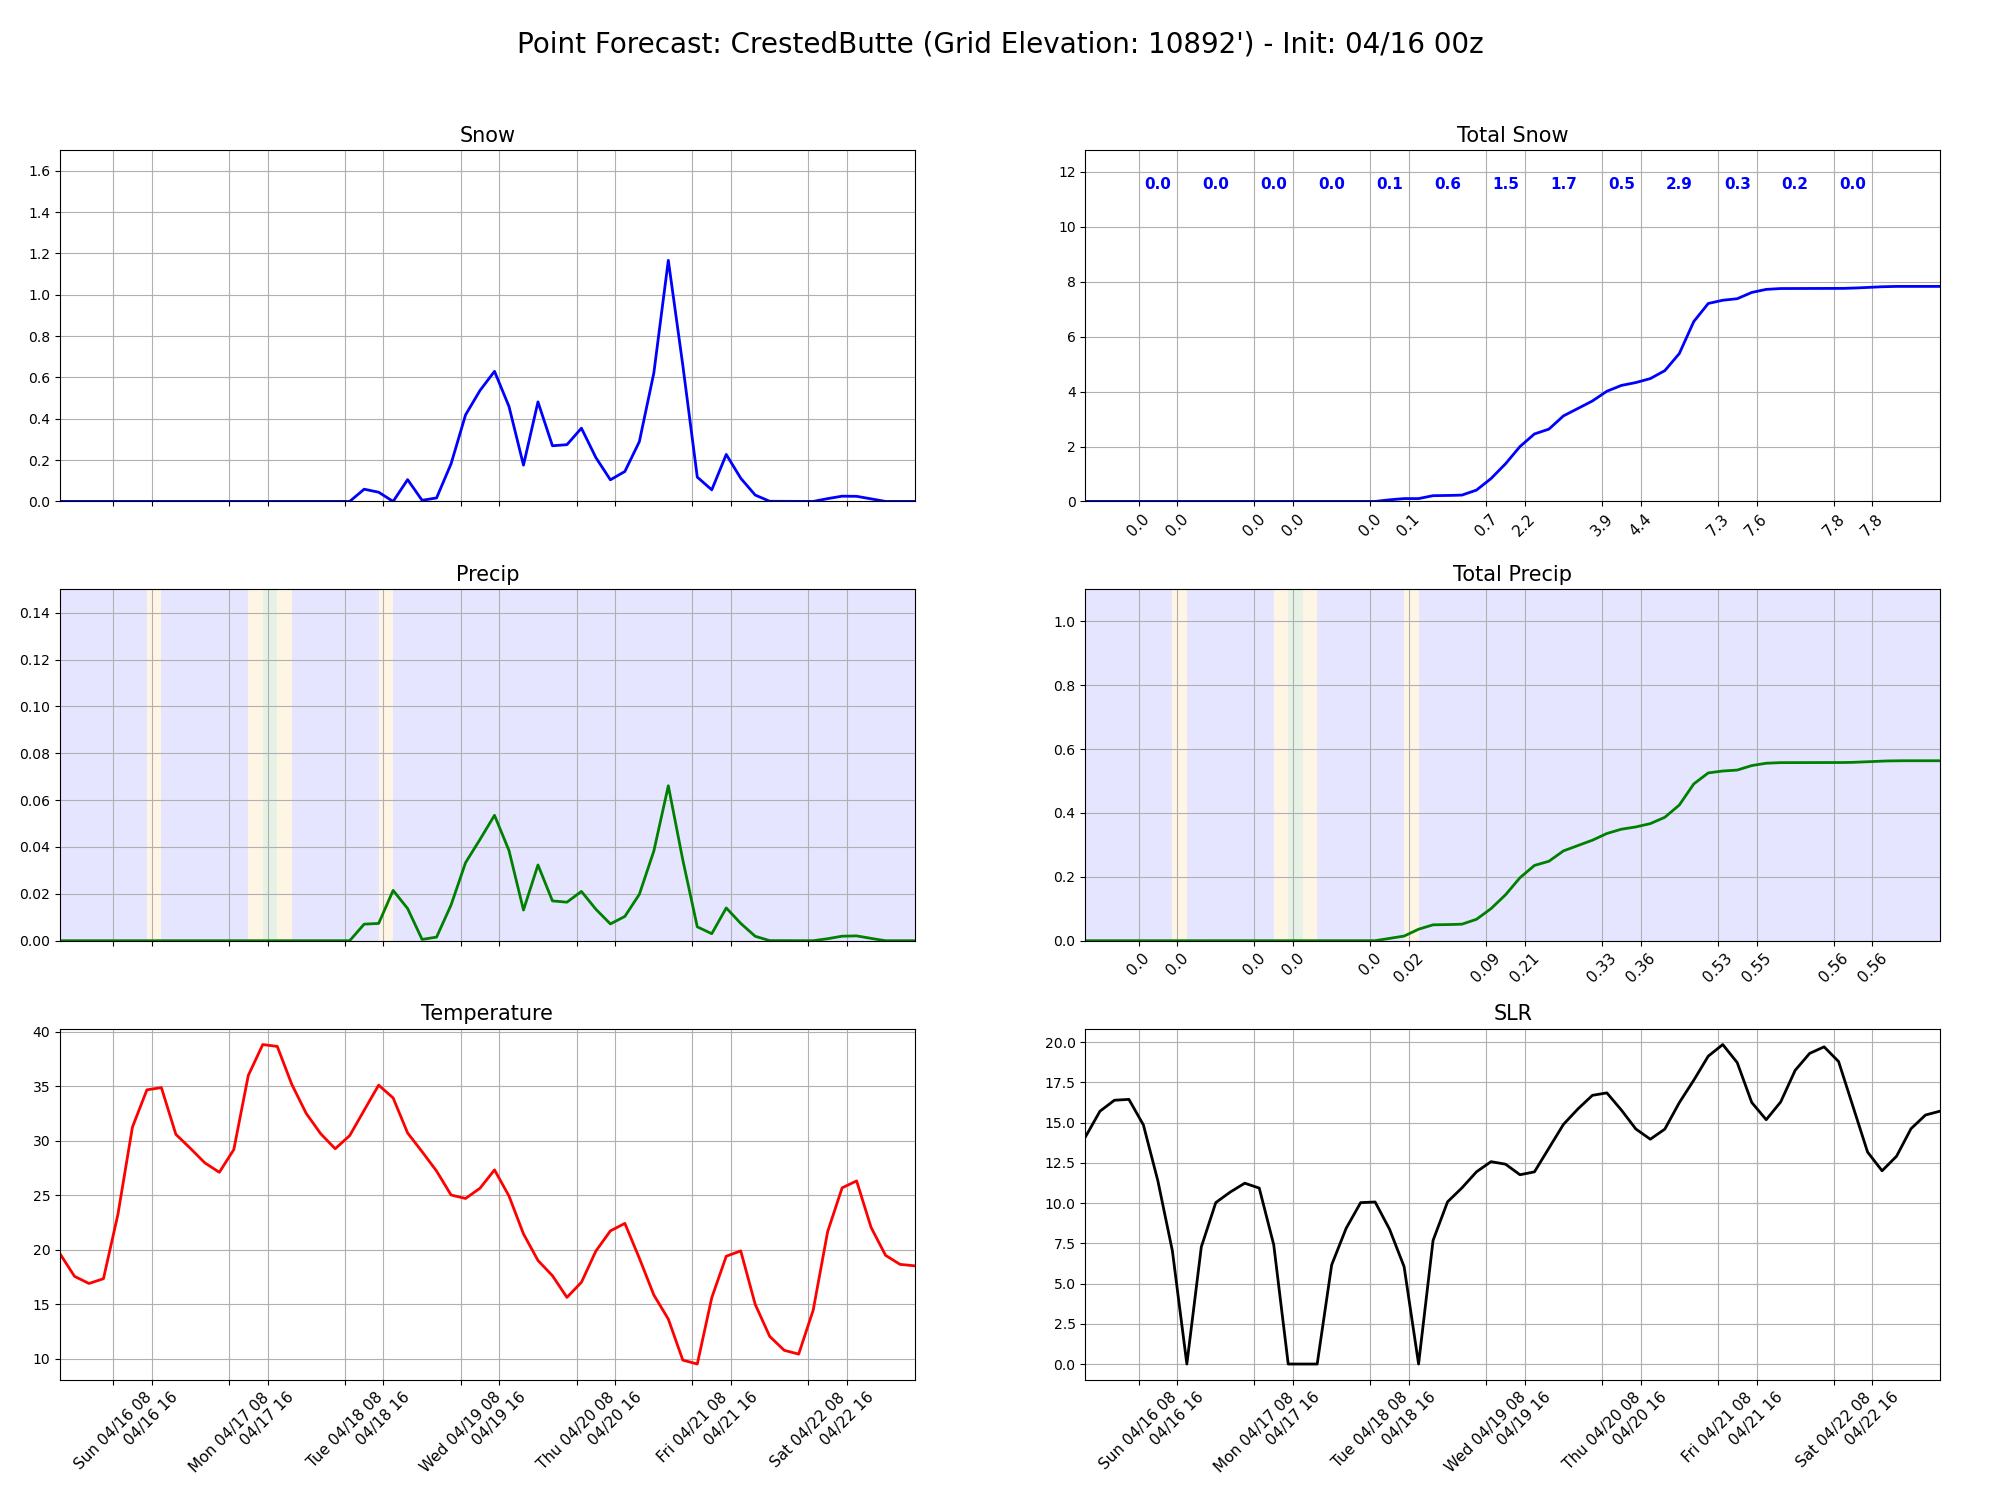 Point Forecast: CrestedButte (Grid Elevation: 10892') - Init: 04/16 00z
Snow
1.6
1.4
1.2
1.0
0.8
0.6
0.4
0.2
0.0
Total Snow
12
10
8
6
4
2
0
0.0 0.0 0.0 0.0 0.1 0.6 1.5 1.7 0.5 2.9 0.3 0.2 0.0
0.0 0.0 0.0 0.0 0.0 0.1 0.7 2.2 3.9 4.4 7.3 7.6 7.8 7.8
Precip
0.14
0.12
0.10
0.08
0.06
0.04
0.02
0.00
Total Precip
1.0
0.8
0.6
0.4
0.2
0.0
0.0 0.0 0.0 0.0 0.0 0.02 0.09 0.21 0.33 0.36 0.53 0.55 0.56 0.56
Temperature
40
35
30
25
20
15
10
Sun 04/16 08
04/16 16
Mon 04/17 08
04/17 16
Tue 04/18 08
04/18 16
Wed 04/19 08
04/19 16
Thu 04/20 08
04/20 16
Fri 04/21 08
04/21 16
Sat 04/22 08
04/22 16
SLR
20.0
17.5
15.0
12.5
10.0
7.5
5.0
2.5
0.0
Sun 04/16 08
04/16 16
Mon 04/17 08
04/17 16
Tue 04/18 08
04/18 16
Wed 04/19 08
04/19 16
Thu 04/20 08
04/20 16
Fri 04/21 08
04/21 16
Sat 04/22 08
04/22 16